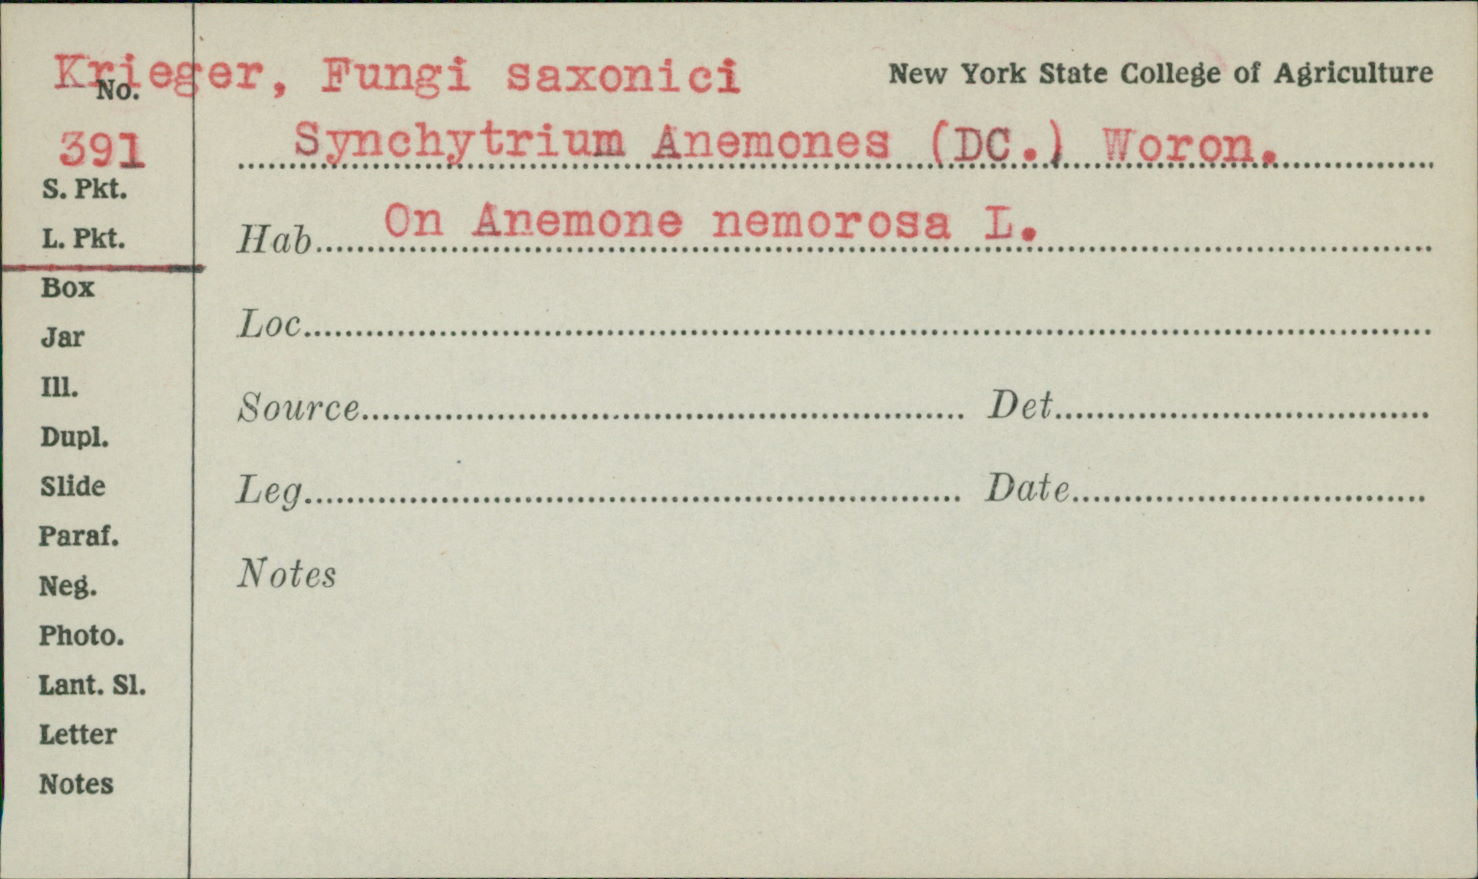 Krieger, Fungi saxonici
New York State College of Agriculture
No.
391
Synchytrium Anemones (DC.) Woron.
S. Pkt.
L. Pkt.
Hab. On Anemone nemorosa L.
Box
Loc.
Jar
Ill.
Source
Det.
Dupl.
Slide
Leg.
Date
Paraf.
Notes
Neg.
Photo.
Lant. Sl.
Letter
Notes